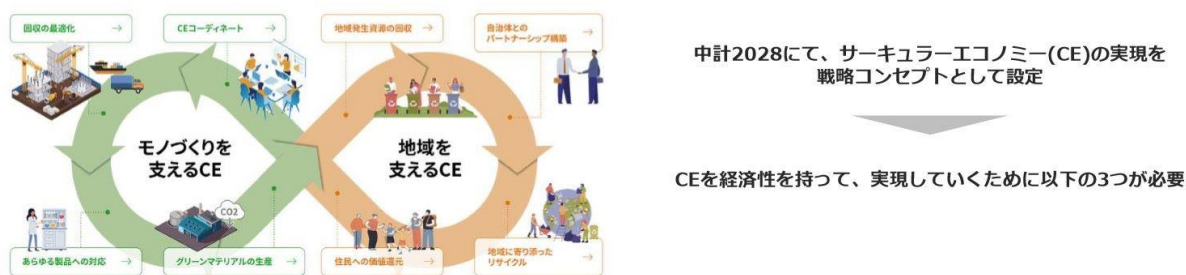 回収の最適化 →
CEコーディネート →
地域発生資源の回収 →
自治体との
パートナーシップ構築 →
モノづくりを
支えるCE
地域を
支えるCE
CO2
あらゆる製品への対応 →
グリーンマテリアルの生産 →
住民への価値還元 →
地域に寄り添った
リサイクル →
中計2028にて、サーキュラーエコノミー(CE)の実現を
戦略コンセプトとして設定
CEを経済性を持って、実現していくために以下の3つが必要